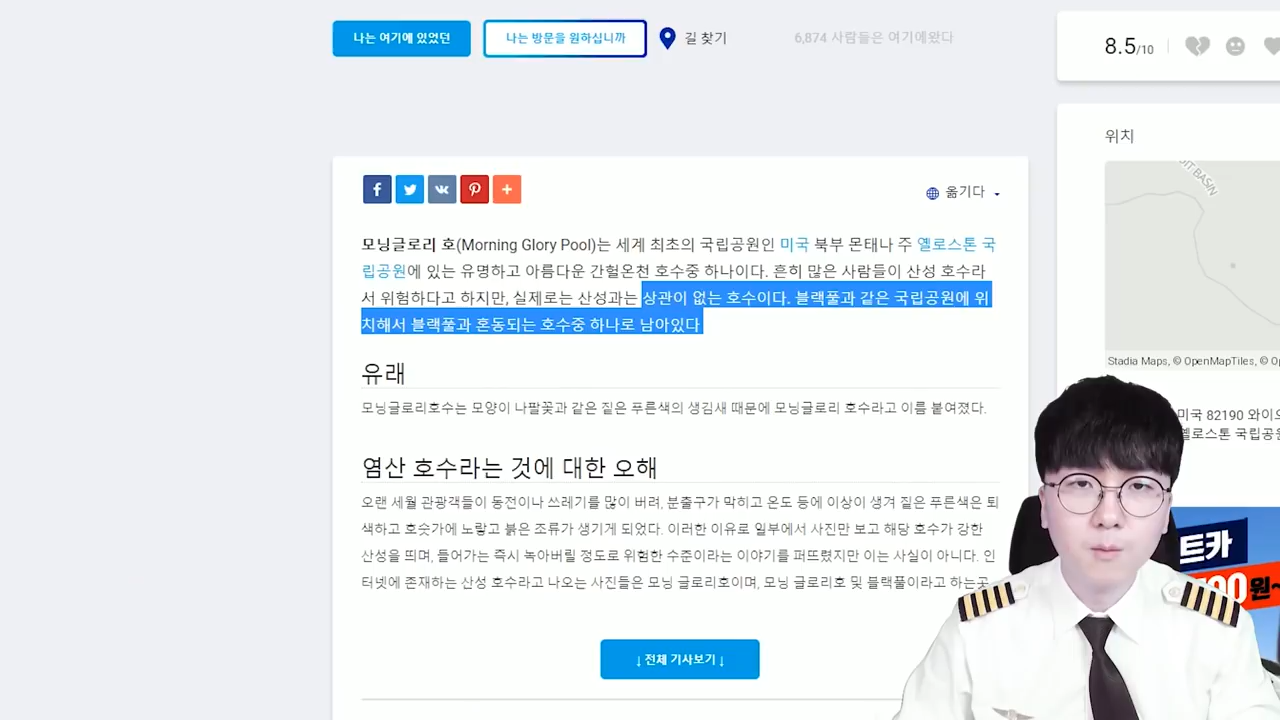 나는 여기에 있었던
나는 방문을 원하십니까
길 찾기
6,874 사람들은 여기에왔다
8.5/10
옮기다
위치
모닝글로리 호(Morning Glory Pool)는 세계 최초의 국립공원인 미국 북부 몬태나 주 옐로스톤 국
립공원에 있는 유명하고 아름다운 간헐온천 호수중 하나이다. 흔히 많은 사람들이 산성 호수라
서 위험하다고 하지만, 실제로는 산성과는 상관이 없는 호수이다. 블랙풀과 같은 국립공원에 위
치해서 블랙풀과 혼동되는 호수중 하나로 남아있다
Stadia Maps, © OpenMapTiles, ©
유래
모닝글로리호수는 모양이 나팔꽃과 같은 짙은 푸른색의 생김새 때문에 모닝글로리 호수라고 이름 붙여졌다.
미국 82190 와이오
옐로스톤 국립공원
염산 호수라는 것에 대한 오해
오랜 세월 관광객들이 동전이나 쓰레기를 많이 버려, 분출구가 막히고 온도 등에 이상이 생겨 짙은 푸른색은 퇴
색하고 호숫가에 노랗고 붉은 조류가 생기게 되었다. 이러한 이유로 일부에서 사진만 보고 해당 호수가 강한
산성을 띄며, 들어가는 즉시 녹아버릴 정도로 위험한 수준이라는 이야기를 퍼뜨렸지만 이는 사실이 아니다. 인
터넷에 존재하는 산성 호수라고 나오는 사진들은 모닝 글로리호이며, 모닝 글로리호 및 블랙풀이라고 하는곳
트카
00원~
↓ 전체 기사보기 ↓